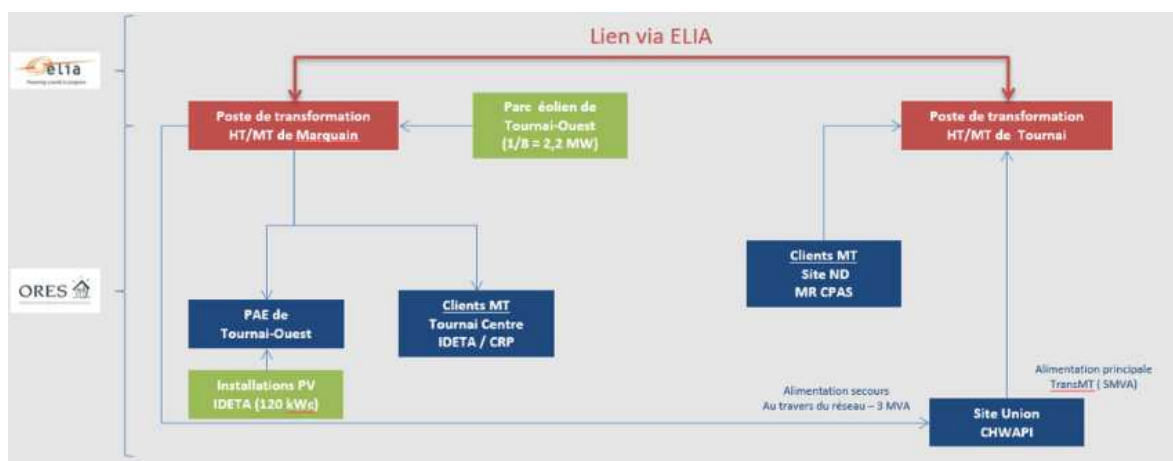 Lien via ELIA
elia
Poste de transformation
HT/MT de Marquain
Parc éolien de
Tournai-Ouest
(1/8 = 2,2 MW)
Poste de transformation
HT/MT de Tournai
ORES
PAE de
Tournai-Ouest
Clients MT
Tournai Centre
IDETA / CRP
Clients MT
Site ND
MR CPAS
Installations PV
IDETA (120 kWc)
Alimentation secours
Au travers du réseau – 3 MVA
Alimentation principale
TransMT ( 5MVA)
Site Union
CHWAPI